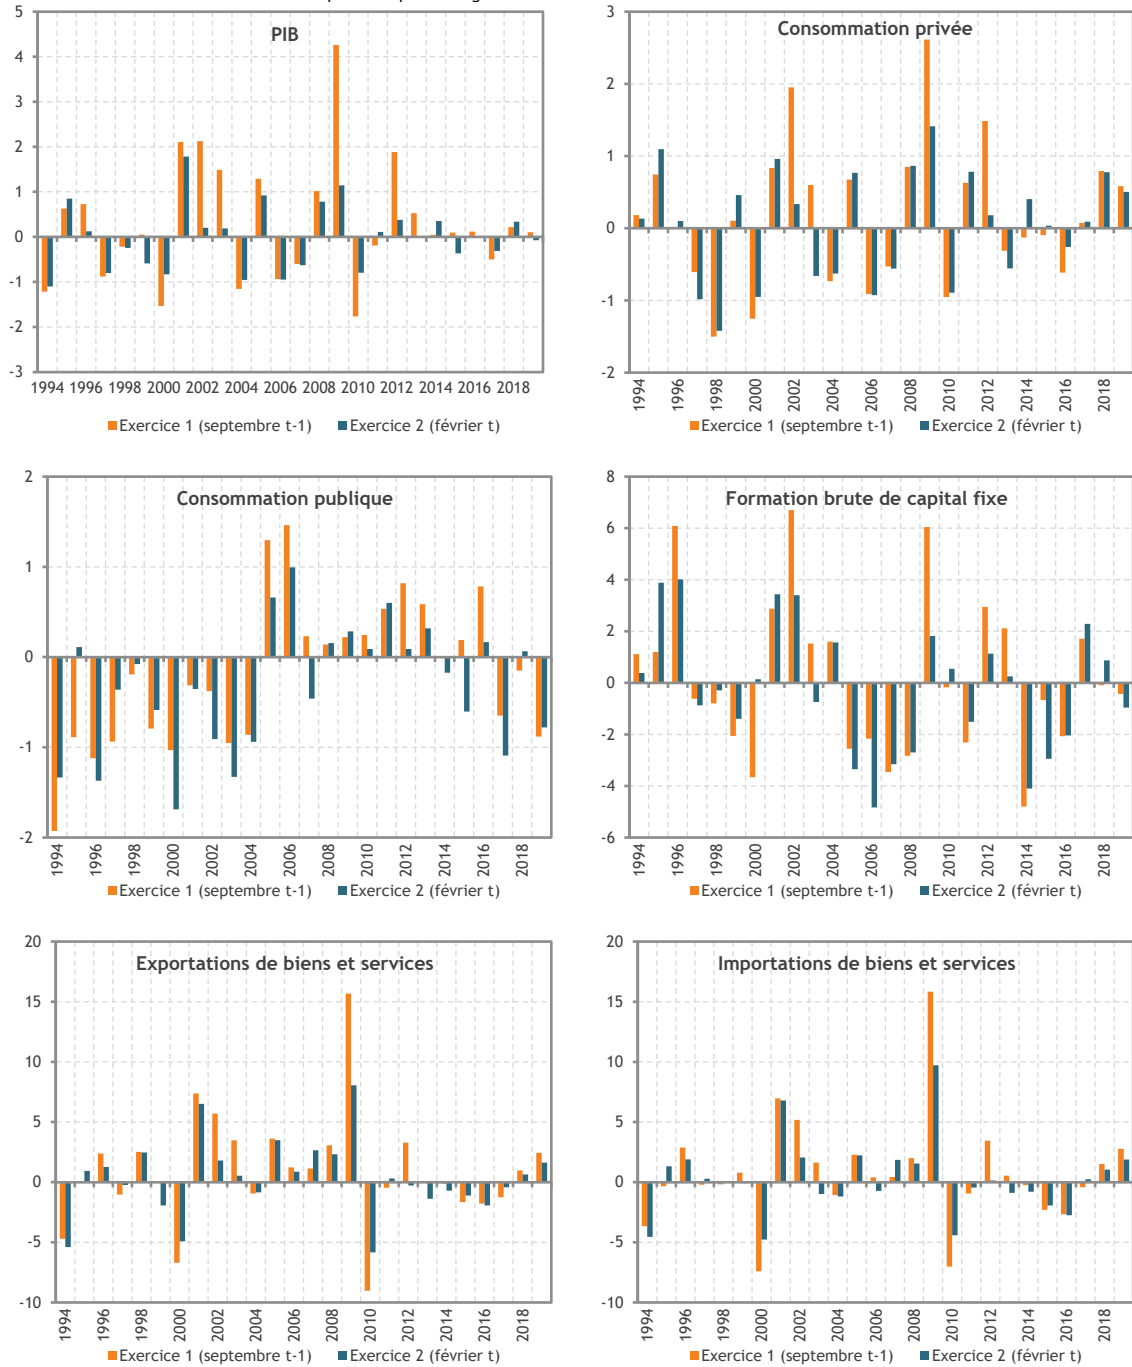 PIB
5
4
3
2
1
0
-1
-2
-3
1994 1996 1998 2000 2002 2004 2006 2008 2010 2012 2014 2016 2018
Exercice 1 (septembre t-1) Exercice 2 (février t)
Consommation privée
3
2
1
0
-1
-2
1994 1996 1998 2000 2002 2004 2006 2008 2010 2012 2014 2016 2018
Exercice 1 (septembre t-1) Exercice 2 (février t)
Consommation publique
2
1
0
-1
-2
1994 1996 1998 2000 2002 2004 2006 2008 2010 2012 2014 2016 2018
Exercice 1 (septembre t-1) Exercice 2 (février t)
Formation brute de capital fixe
8
6
4
2
0
-2
-4
-6
1994 1996 1998 2000 2002 2004 2006 2008 2010 2012 2014 2016 2018
Exercice 1 (septembre t-1) Exercice 2 (février t)
Exportations de biens et services
20
15
10
5
0
-5
-10
1994 1996 1998 2000 2002 2004 2006 2008 2010 2012 2014 2016 2018
Exercice 1 (septembre t-1) Exercice 2 (février t)
Importations de biens et services
20
15
10
5
0
-5
-10
1994 1996 1998 2000 2002 2004 2006 2008 2010 2012 2014 2016 2018
Exercice 1 (septembre t-1) Exercice 2 (février t)